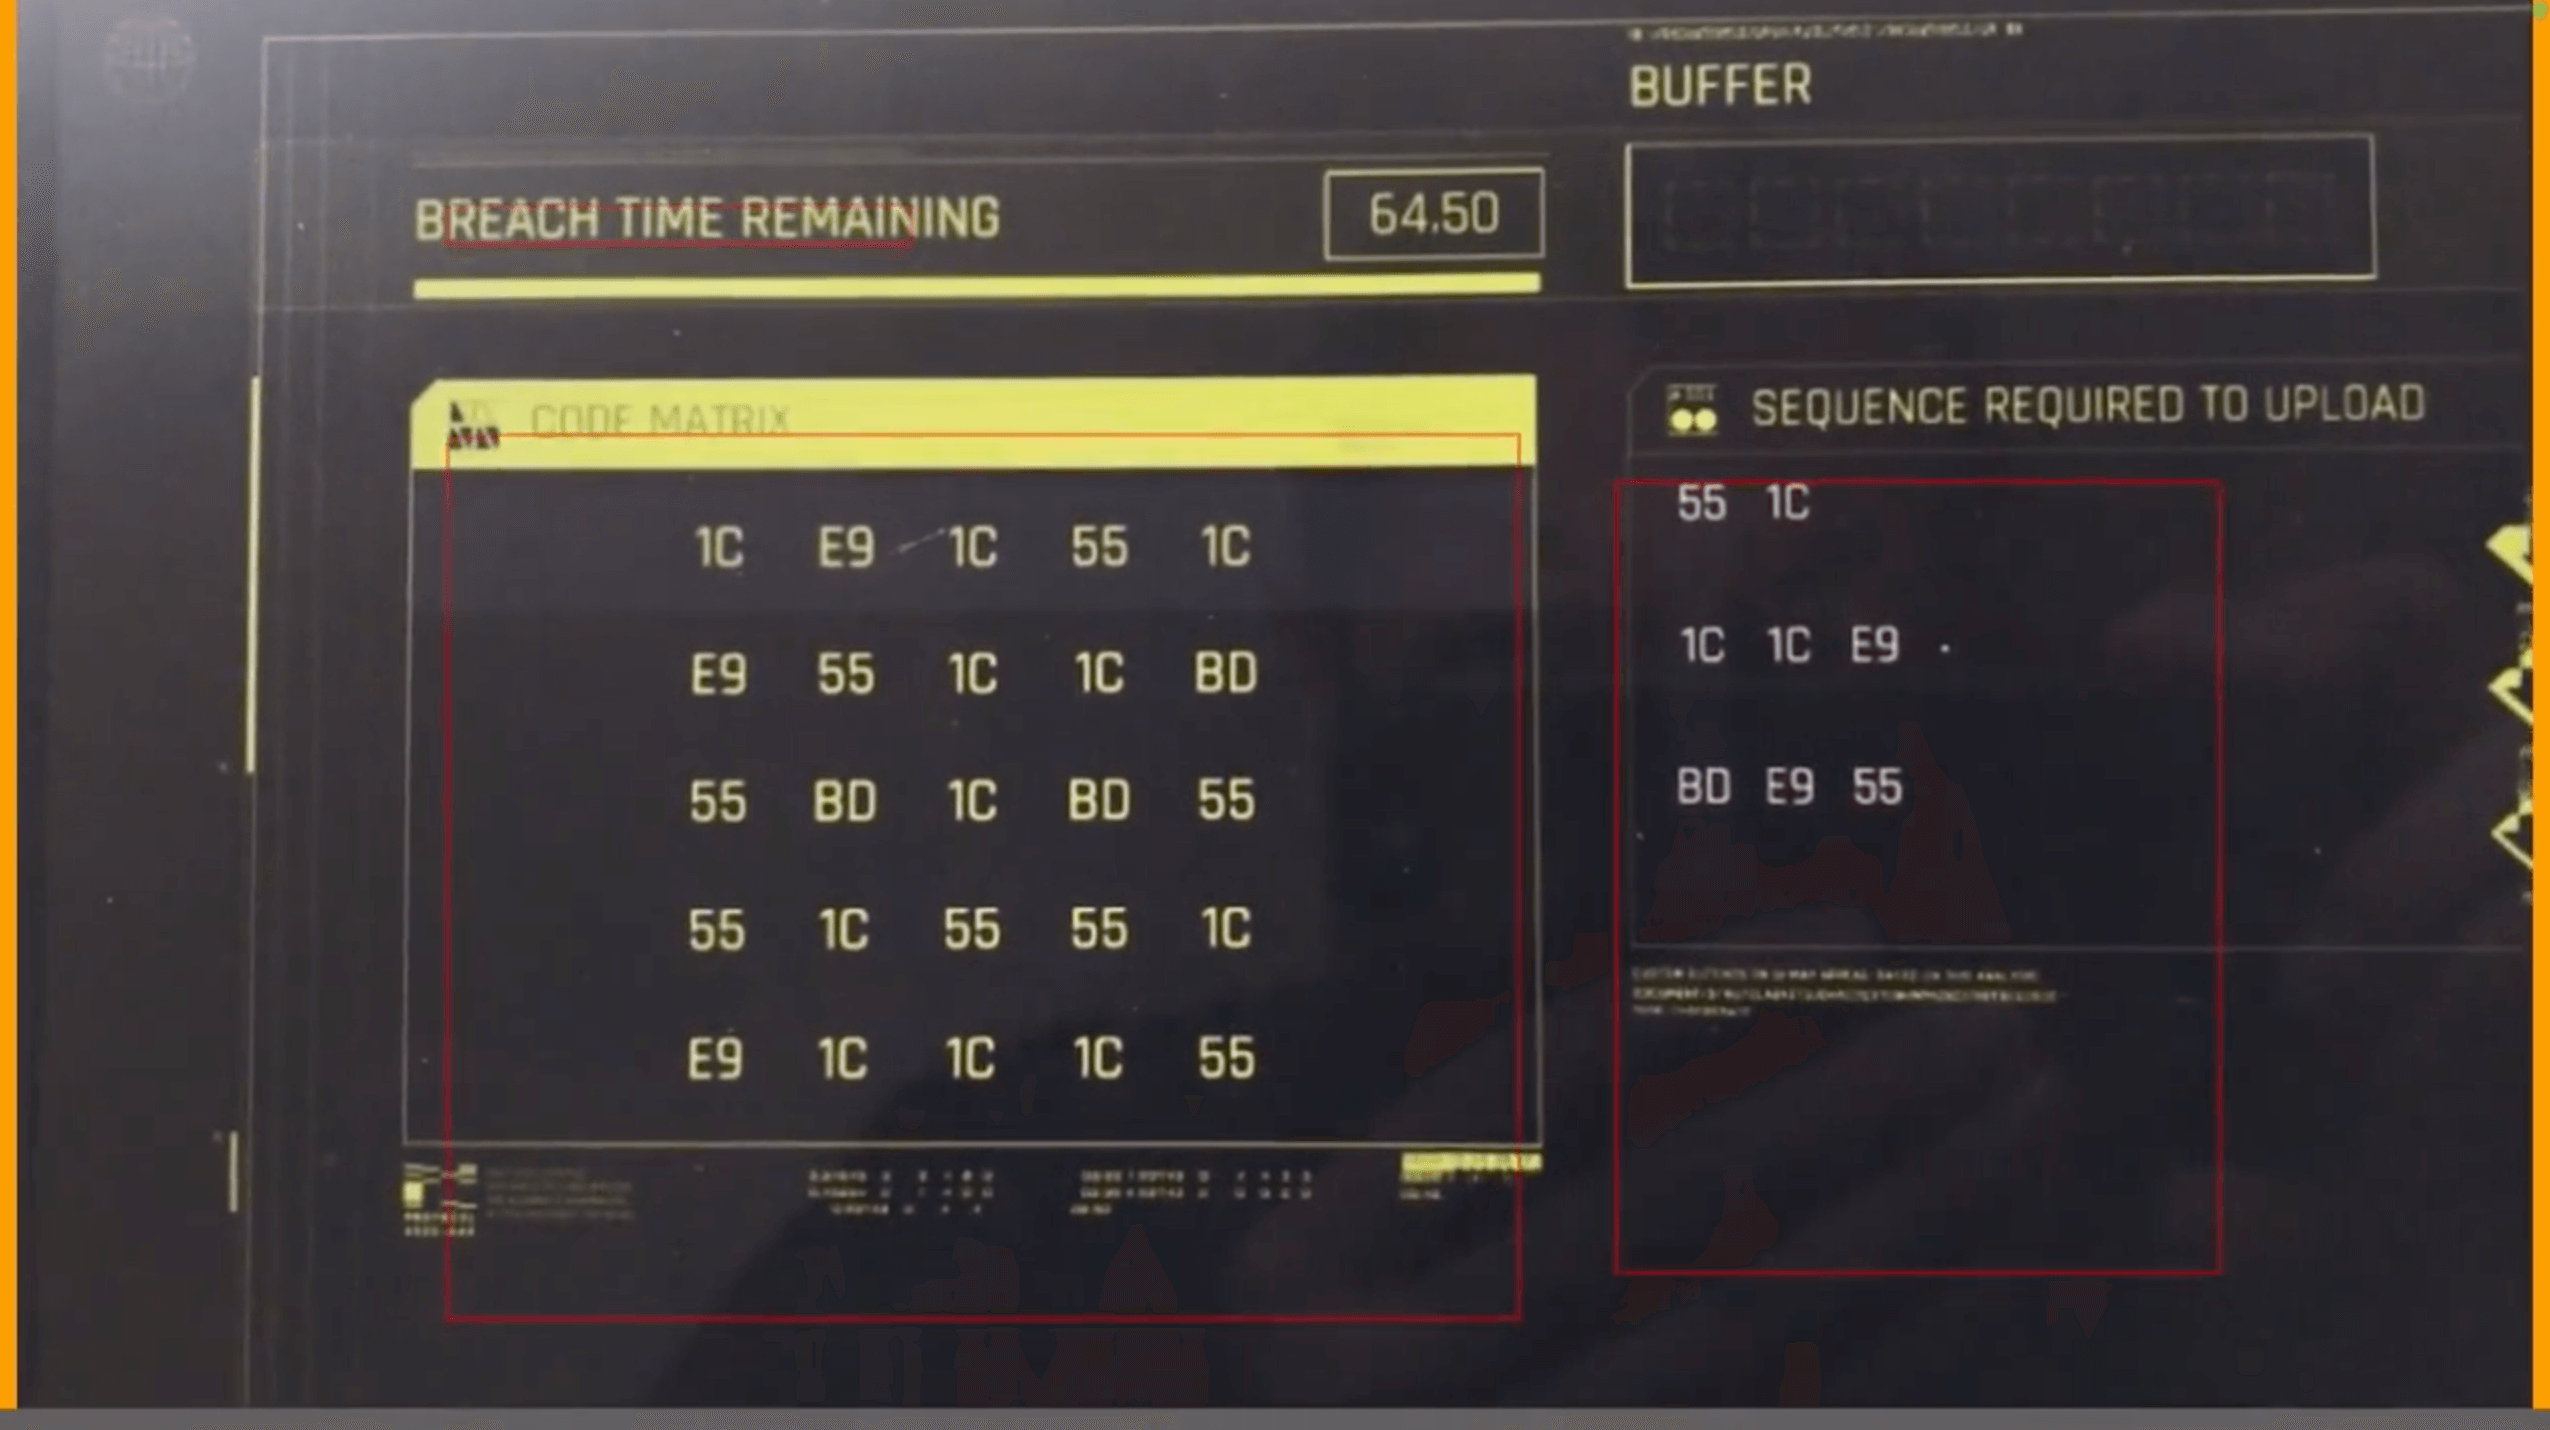 BUFFER
BREACH TIME REMAINING
64.50
CODE MATRIX
SEQUENCE REQUIRED TO UPLOAD
1C E9 1C 55 1C
E9 55 1C 1C BD
55 BD 1C BD 55
55 1C 55 55 1C
E9 1C 1C 1C 55
55 1C
1C 1C E9
BD E9 55